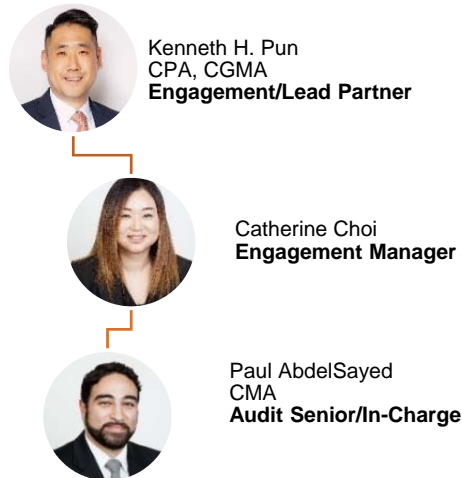 Kenneth H. Pun
CPA, CGMA
Engagement/Lead Partner
Catherine Choi
Engagement Manager
Paul AbdelSayed
CMA
Audit Senior/In-Charge